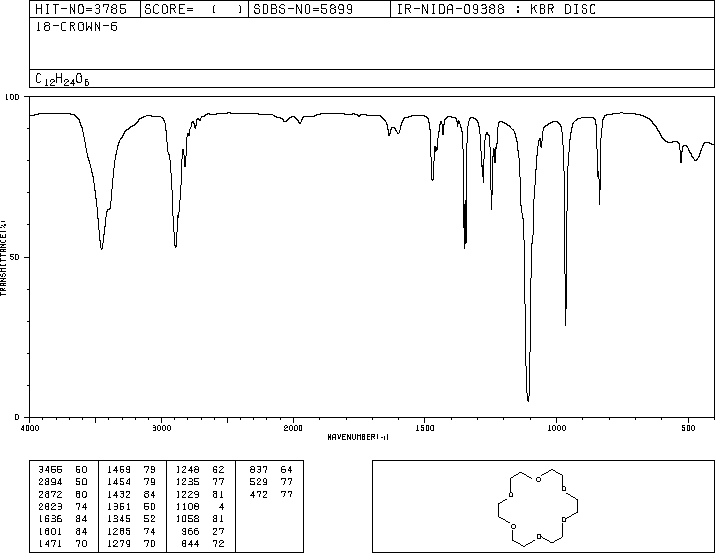 HIT-NO=3785 SCORE= ( ) SDBS-NO=5899 IR-NIDA-09388 : KBR DISC
18-CROWN-6
C12H24O6
100
50
0
TRANSMITTANCE(%)
4000 3000 2000 1500 1000 500
WAVENUMBER(-1)
3466 60 1469 79 1248 62 837 64
2894 50 1454 79 1235 77 529 77
2872 80 1432 84 1229 81 472 77
2823 74 1351 60 1108 4
1636 84 1345 52 1058 81
1601 84 1285 74 966 27
1471 70 1279 70 844 72
O
O O
O O
O